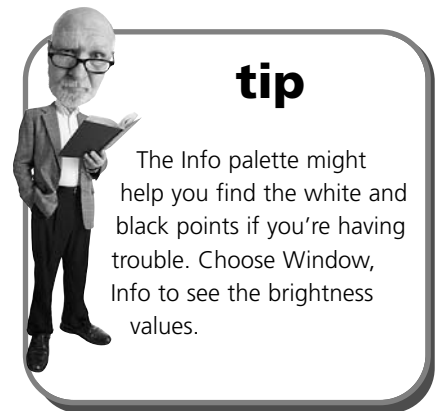 tip
The Info palette might
help you find the white and
black points if you’re having
trouble. Choose Window,
Info to see the brightness
values.